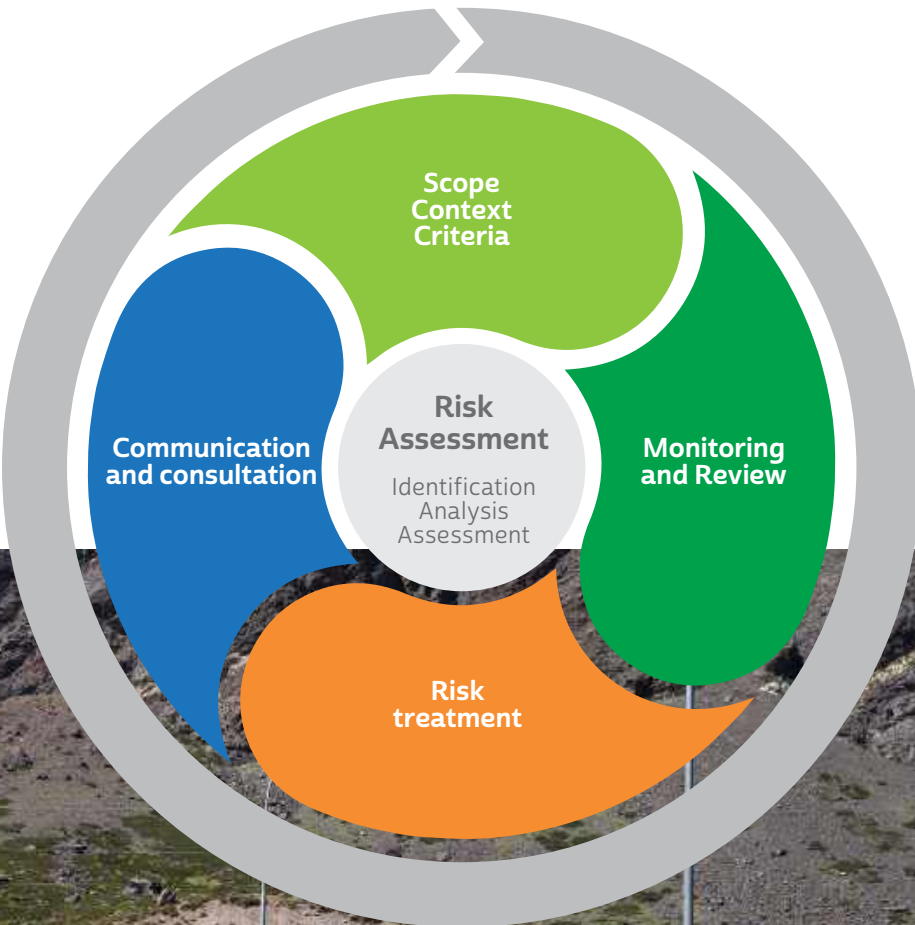 Scope
Context
Criteria
Communication
and consultation
Risk
Assessment
Identification
Analysis
Assessment
Monitoring
and Review
Risk
treatment